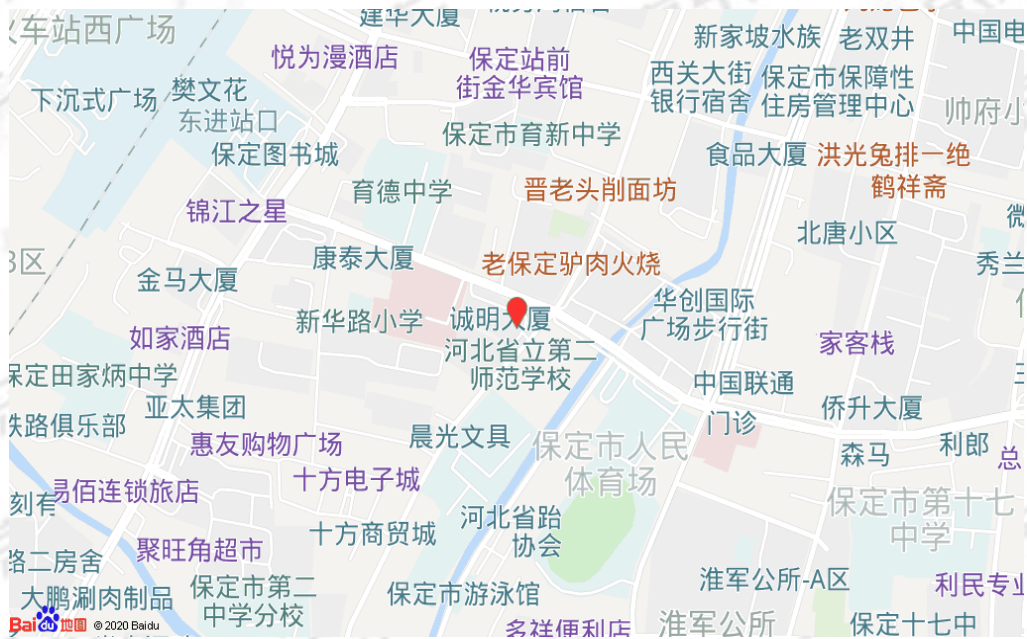 建华大厦
火车站西广场
新家坡水族
老双井
中国电
悦为漫酒店
保定站前
街金华宾馆
西关大街
银行宿舍
保定市保障性
住房管理中心
下沉式广场
樊文花
东进站口
帅府小
保定市育新中学
保定图书城
食品大厦
洪光兔排一绝
鹤祥斋
育德中学
晋老头削面坊
锦江之星
微
北唐小区
B区
康泰大厦
老保定驴肉火烧
秀兰
金马大厦
华创国际
广场步行街
新华路小学
诚明大厦
如家酒店
河北省立第二
师范学校
家客栈
保定田家炳中学
中国联通
门诊
亚太集团
侨升大厦
铁路俱乐部
惠友购物广场
晨光文具
保定市人民
体育场
森马
利郎
总
十方电子城
易佰连锁旅店
刻有
保定市第十七
中学
河北省跆
协会
十方商贸城
聚旺角超市
路二房舍
淮军公所-A区
利民专业
大鹏涮肉制品
保定市第二
中学分校
保定市游泳馆
淮军公所
保定十七中
多祥便利店
Bai du 地图 © 2020 Baidu